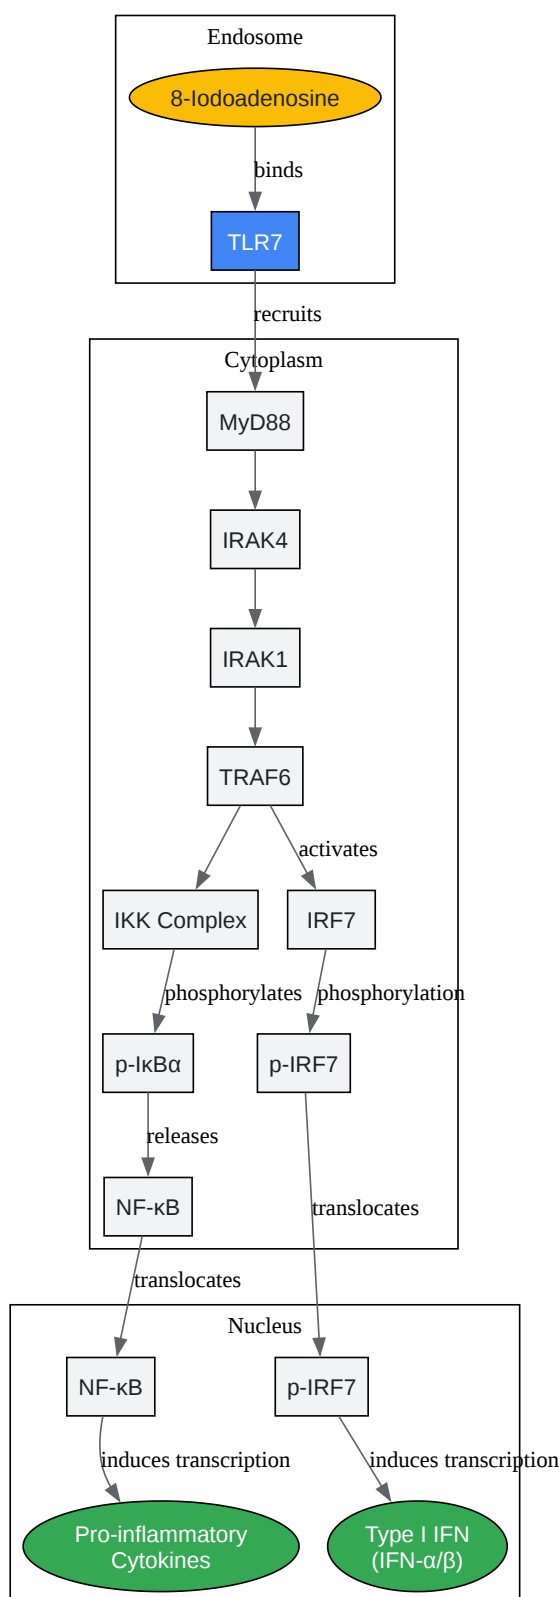 Endosome
8-Iodoadenosine
binds
TLR7
recruits
Cytoplasm
MyD88
IRAK4
IRAK1
TRAF6
activates
IKK Complex
IRF7
phosphorylates
phosphorylation
p-IκBα
p-IRF7
releases
NF-κB
translocates
translocates
Nucleus
NF-κB
p-IRF7
induces transcription
induces transcription
Pro-inflammatory
Cytokines
Type I IFN
(IFN-α/β)